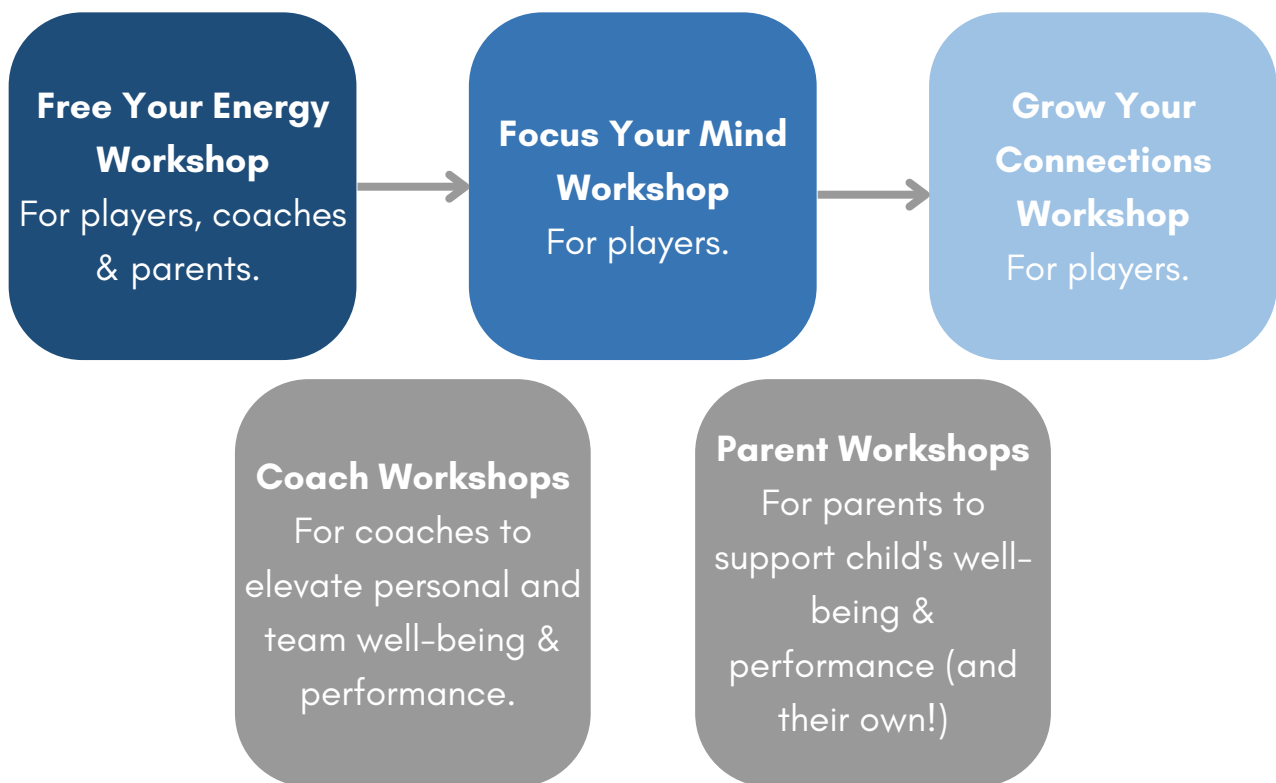 Free Your Energy
Workshop
For players, coaches
& parents.
Focus Your Mind
Workshop
For players.
Grow Your
Connections
Workshop
For players.
Coach Workshops
For coaches to
elevate personal and
team well-being &
performance.
Parent Workshops
For parents to
support child's well-
being &
performance (and
their own!)